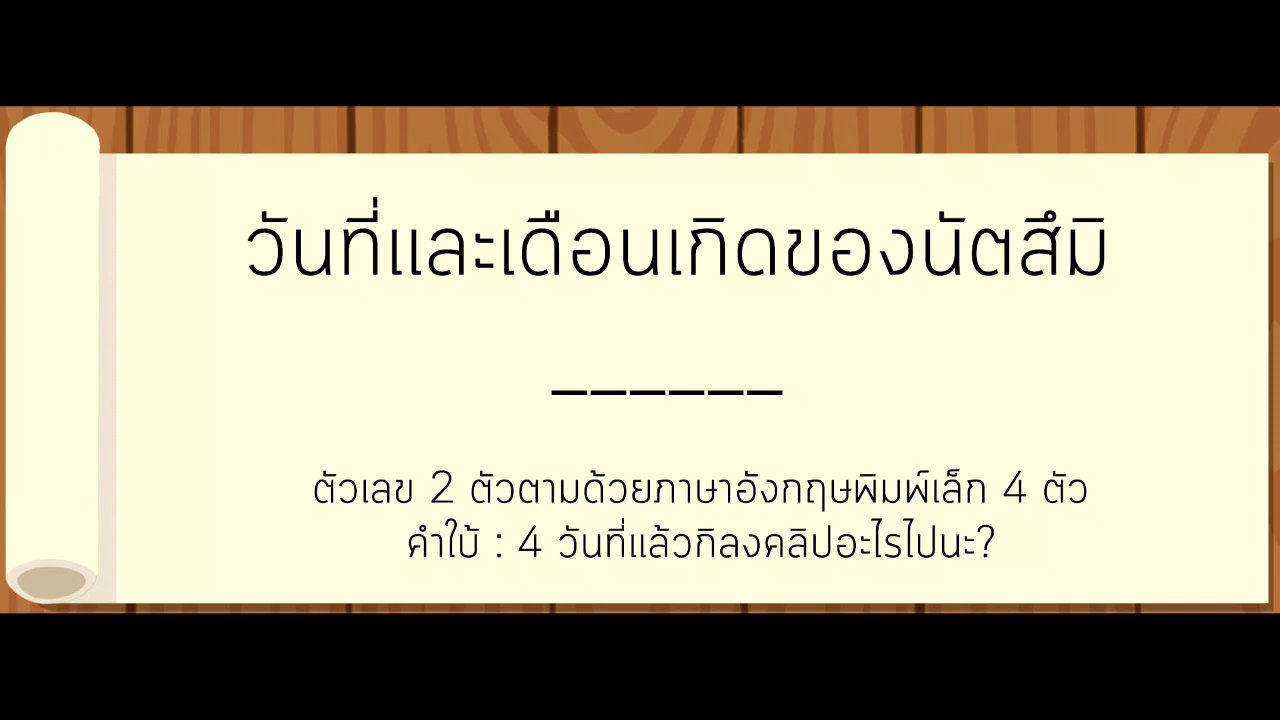 วันที่และเดือนเกิดของนัตสึมิ
______
ตัวเลข 2 ตัวตามด้วยภาษาอังกฤษพิมพ์เล็ก 4 ตัว
คำใบ้ : 4 วันที่แล้วกิลงคลิปอะไรไปนะ?